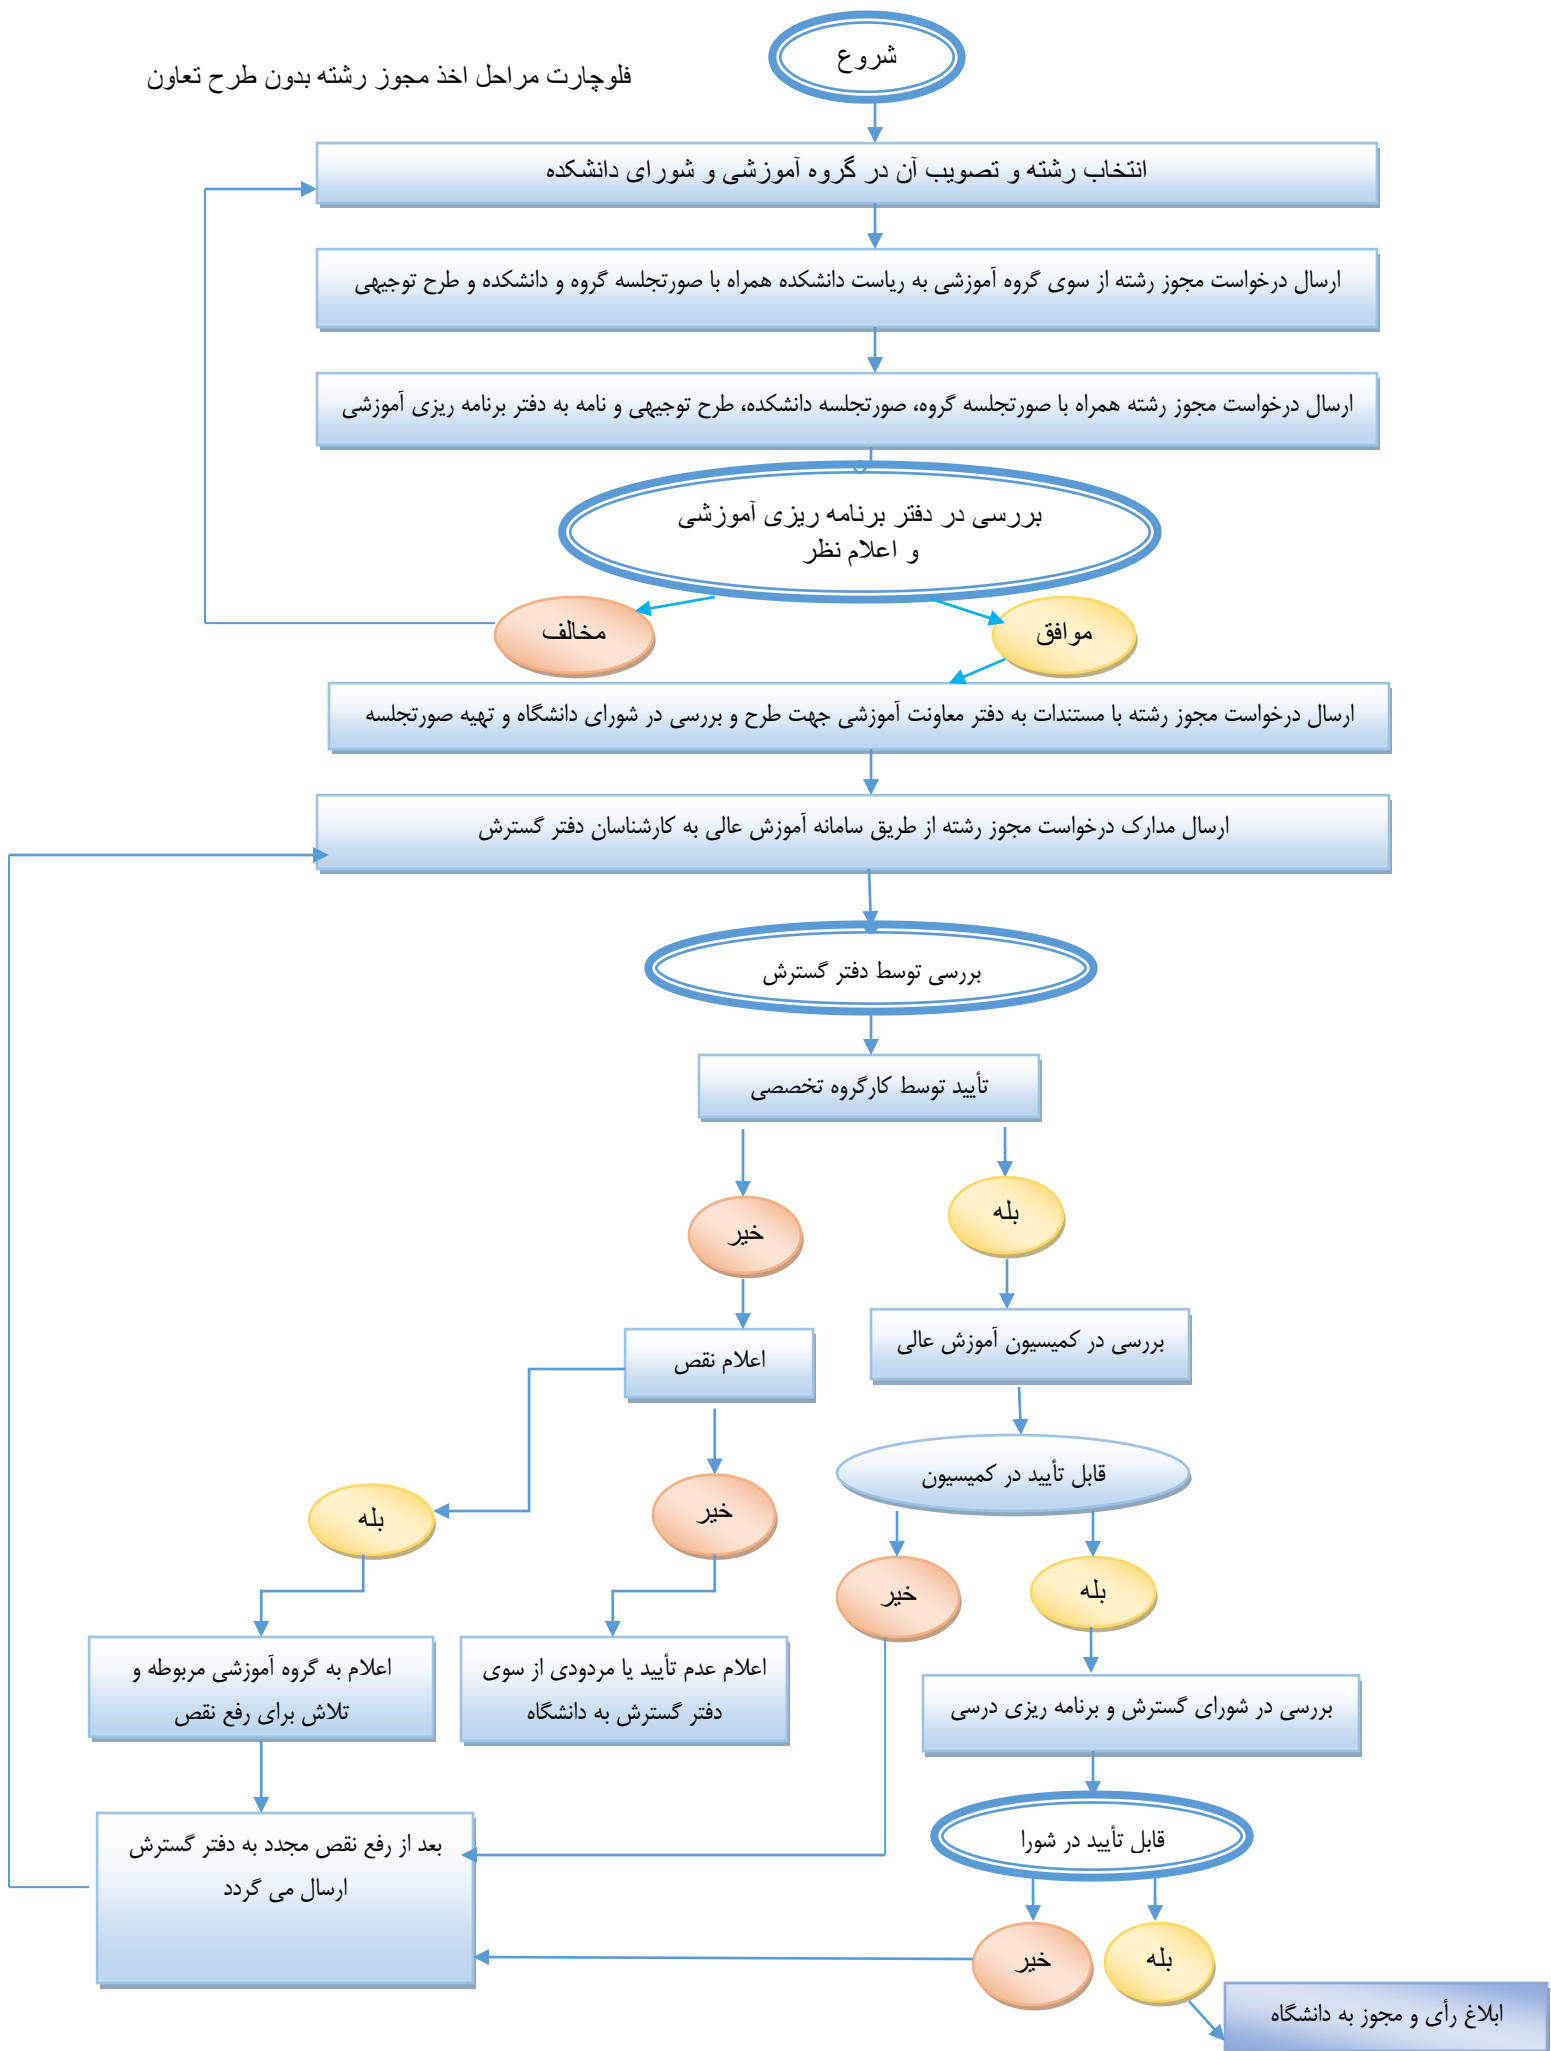 شروع
فلوچارت مراحل اخذ مجوز رشته بدون طرح تعاون
انتخاب رشته و تصویب آن در گروه آموزشی و شورای دانشکده
ارسال درخواست مجوز رشته از سوی گروه آموزشی به ریاست دانشکده همراه با صورتجلسه گروه و دانشکده و طرح توجیهی
ارسال درخواست مجوز رشته همراه با صورتجلسه گروه، صورتجلسه دانشکده، طرح توجیهی و نامه به دفتر برنامه ریزی آموزشی
بررسی در دفتر برنامه ریزی آموزشی
و اعلام نظر
موافق
مخالف
ارسال درخواست مجوز رشته با مستندات به دفتر معاونت آموزشی جهت طرح و بررسی در شورای دانشگاه و تهیه صورتجلسه
ارسال مدارک درخواست مجوز رشته از طریق سامانه آموزش عالی به کارشناسان دفتر گسترش
بررسی توسط دفتر گسترش
تأیید توسط کارگروه تخصصی
بله
خیر
بررسی در کمیسیون آموزش عالی
اعلام نقص
قابل تأیید در کمیسیون
خیر
بله
بله
خیر
اعلام عدم تأیید یا مردودی از سوی
دفتر گسترش به دانشگاه
اعلام به گروه آموزشی مربوطه و
تلاش برای رفع نقص
بررسی در شورای گسترش و برنامه ریزی درسی
قابل تأیید در شورا
بعد از رفع نقص مجدد به دفتر گسترش
ارسال می گردد
بله
خیر
ابلاغ رأی و مجوز به دانشگاه